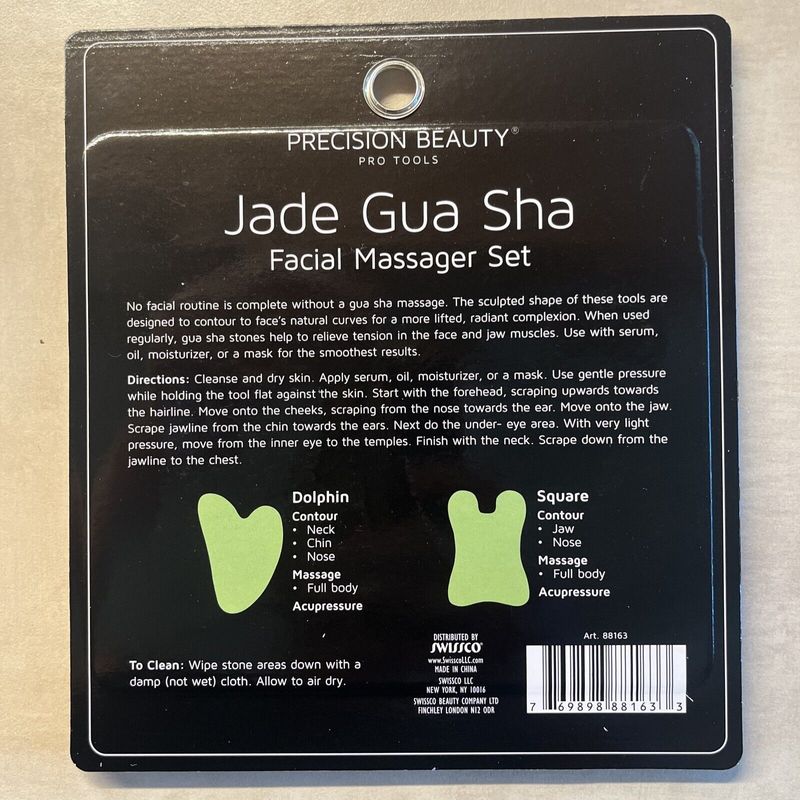 PRECISION BEAUTY®
PRO TOOLS
Jade Gua Sha
Facial Massager Set
No facial routine is complete without a gua sha massage. The sculpted shape of these tools are
designed to contour to face's natural curves for a more lifted, radiant complexion. When used
regularly, gua sha stones help to relieve tension in the face and jaw muscles. Use with serum,
oil, moisturizer, or a mask for the smoothest results.
Directions: Cleanse and dry skin. Apply serum, oil, moisturizer, or a mask. Use gentle pressure
while holding the tool flat against the skin. Start with the forehead, scraping upwards towards
the hairline. Move onto the cheeks, scraping from the nose towards the ear. Move onto the jaw.
Scrape jawline from the chin towards the ears. Next do the under- eye area. With very light
pressure, move from the inner eye to the temples. Finish with the neck. Scrape down from the
jawline to the chest.
Dolphin
Contour
• Neck
• Chin
• Nose
Massage
• Full body
Acupressure
Square
Contour
• Jaw
• Nose
Massage
• Full body
Acupressure
To Clean: Wipe stone areas down with a
damp (not wet) cloth. Allow to air dry.
DISTRIBUTED BY
SWISSCO®
www.SwisscoLLC.com
MADE IN CHINA
SWISSCO LLC
NEW YORK, NY 10016
SWISSCO BEAUTY COMPANY LTD
FINCHLEY LONDON N12 0DR
Art. 88163
7 69898 88163 3